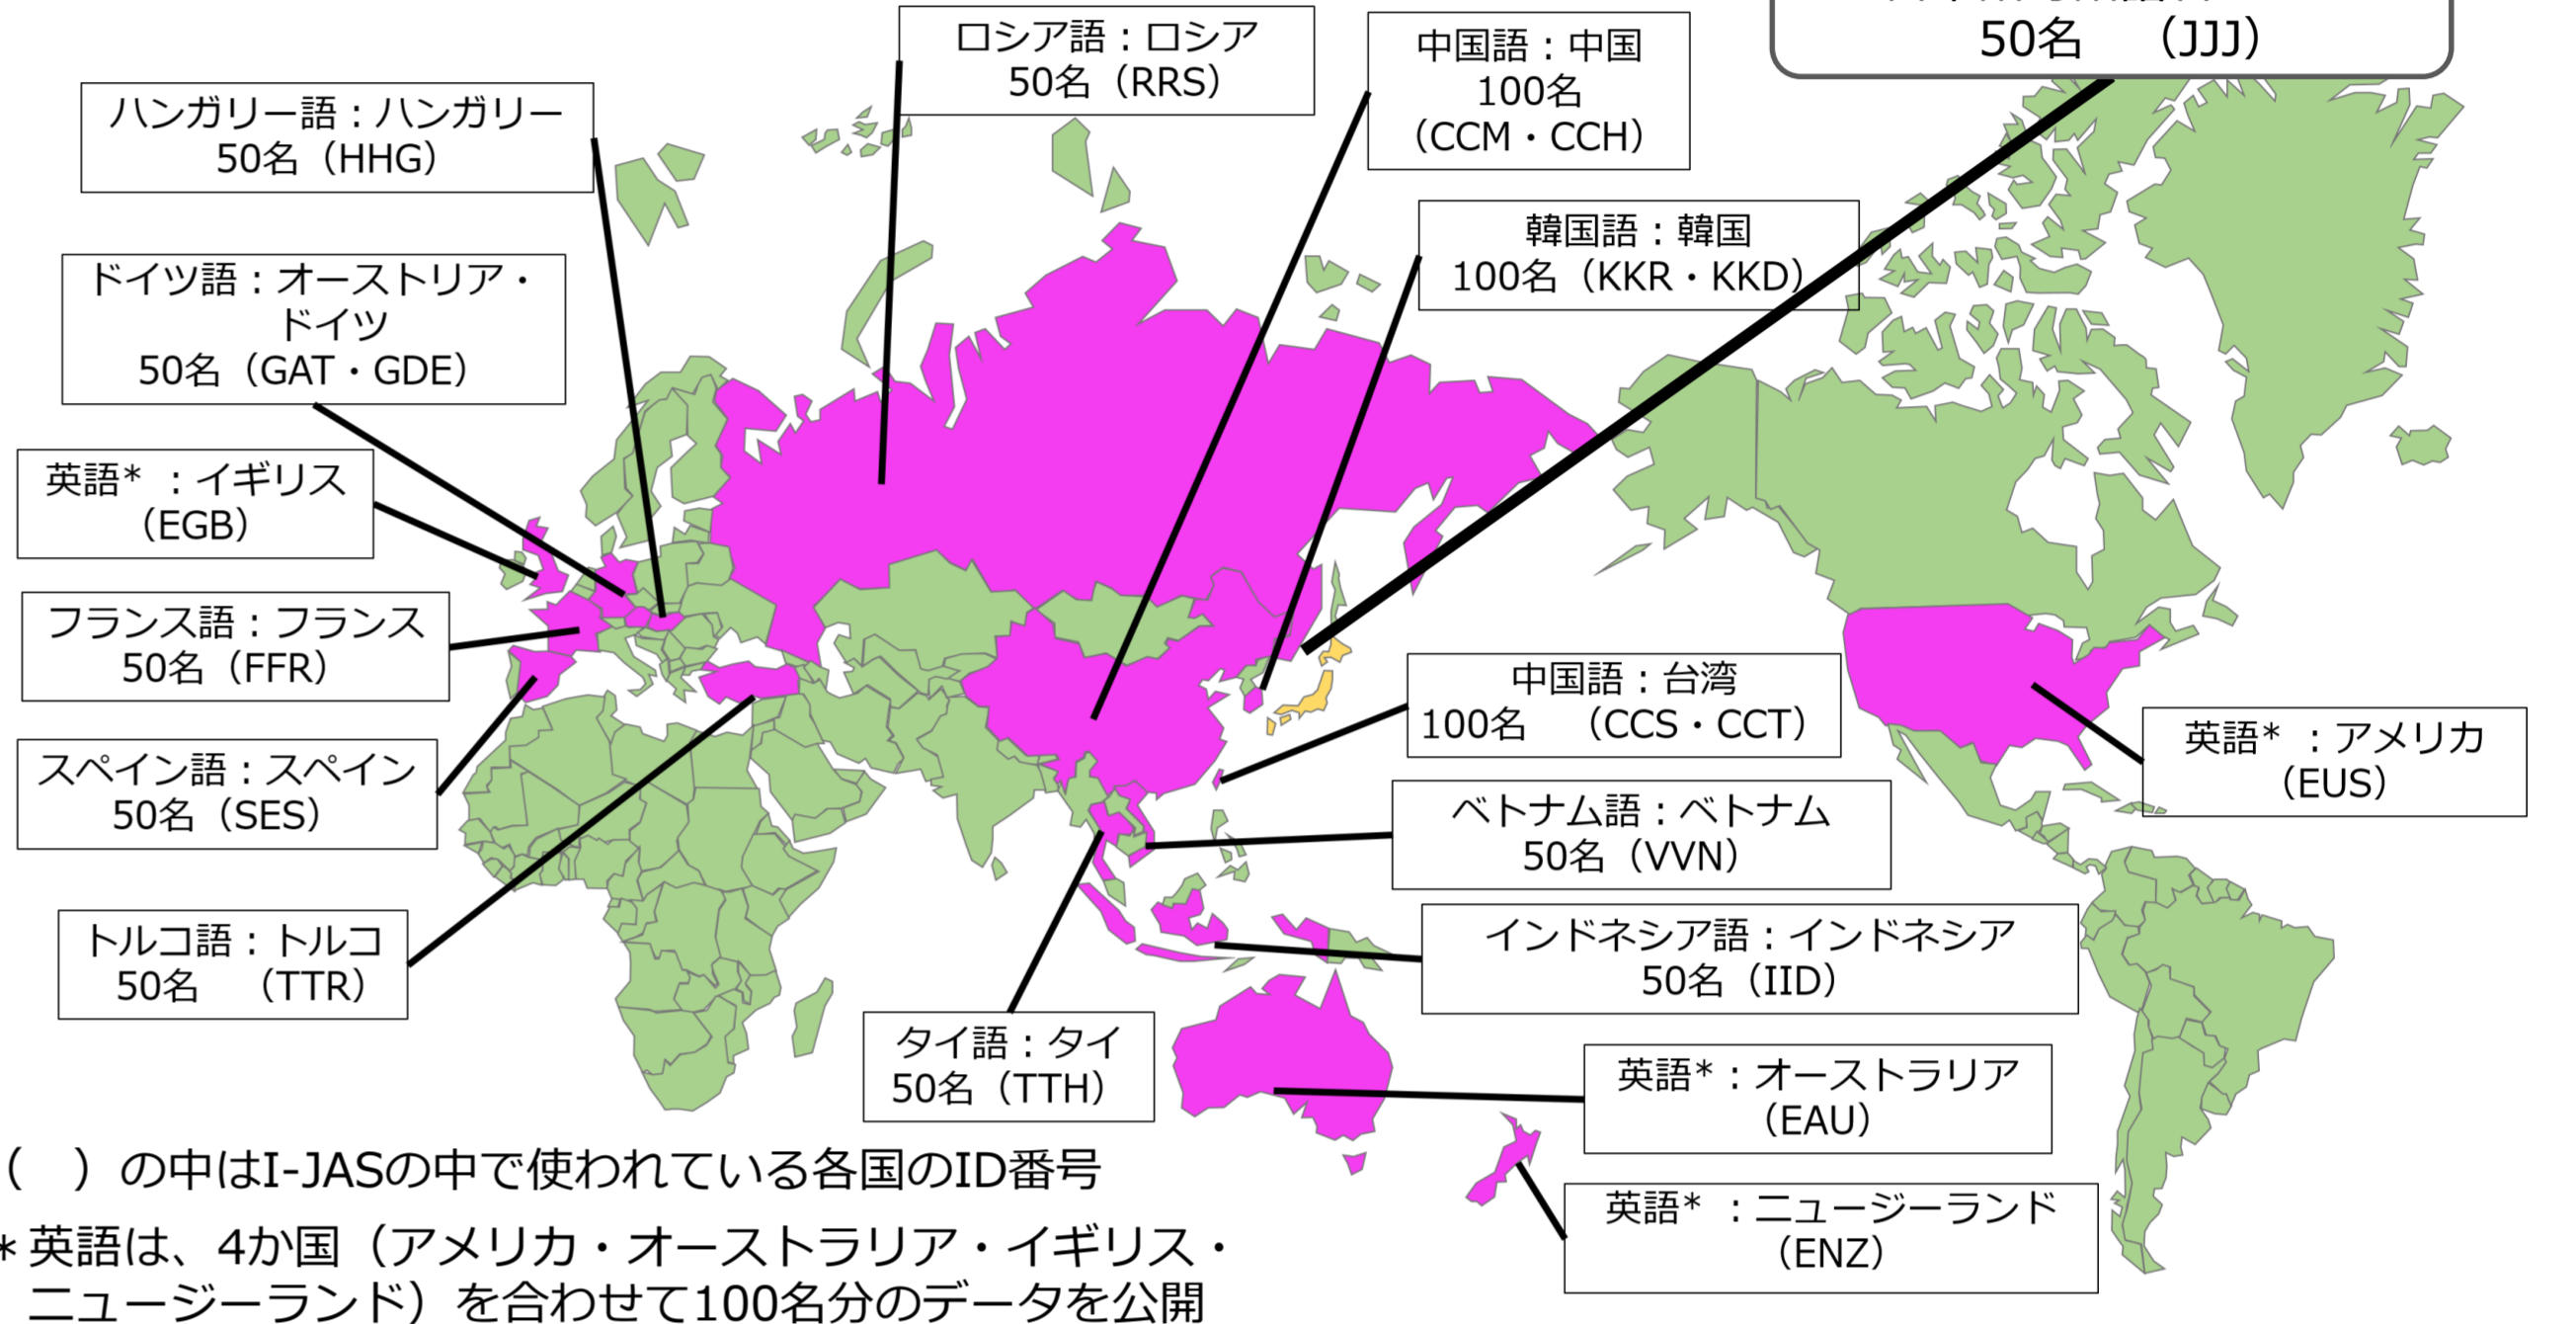 50名　（JJJ）
ロシア語：ロシア
50名（RRS）
中国語：中国
100名
（CCM・CCH）
ハンガリー語：ハンガリー
50名（HHG）
韓国語：韓国
100名（KKR・KKD）
ドイツ語：オーストリア・
ドイツ
50名（GAT・GDE）
英語* ：イギリス
（EGB）
フランス語：フランス
50名（FFR）
スペイン語：スペイン
50名（SES）
トルコ語：トルコ
50名　（TTR）
中国語：台湾
100名　（CCS・CCT）
英語* ：アメリカ
（EUS）
ベトナム語：ベトナム
50名（VVN）
インドネシア語：インドネシア
50名（IID）
タイ語：タイ
50名（TTH）
英語*：オーストラリア
（EAU）
英語* ：ニュージーランド
（ENZ）
（　）の中はI-JASの中で使われている各国のID番号
* 英語は、4か国（アメリカ・オーストラリア・イギリス・
ニュージーランド）を合わせて100名分のデータを公開